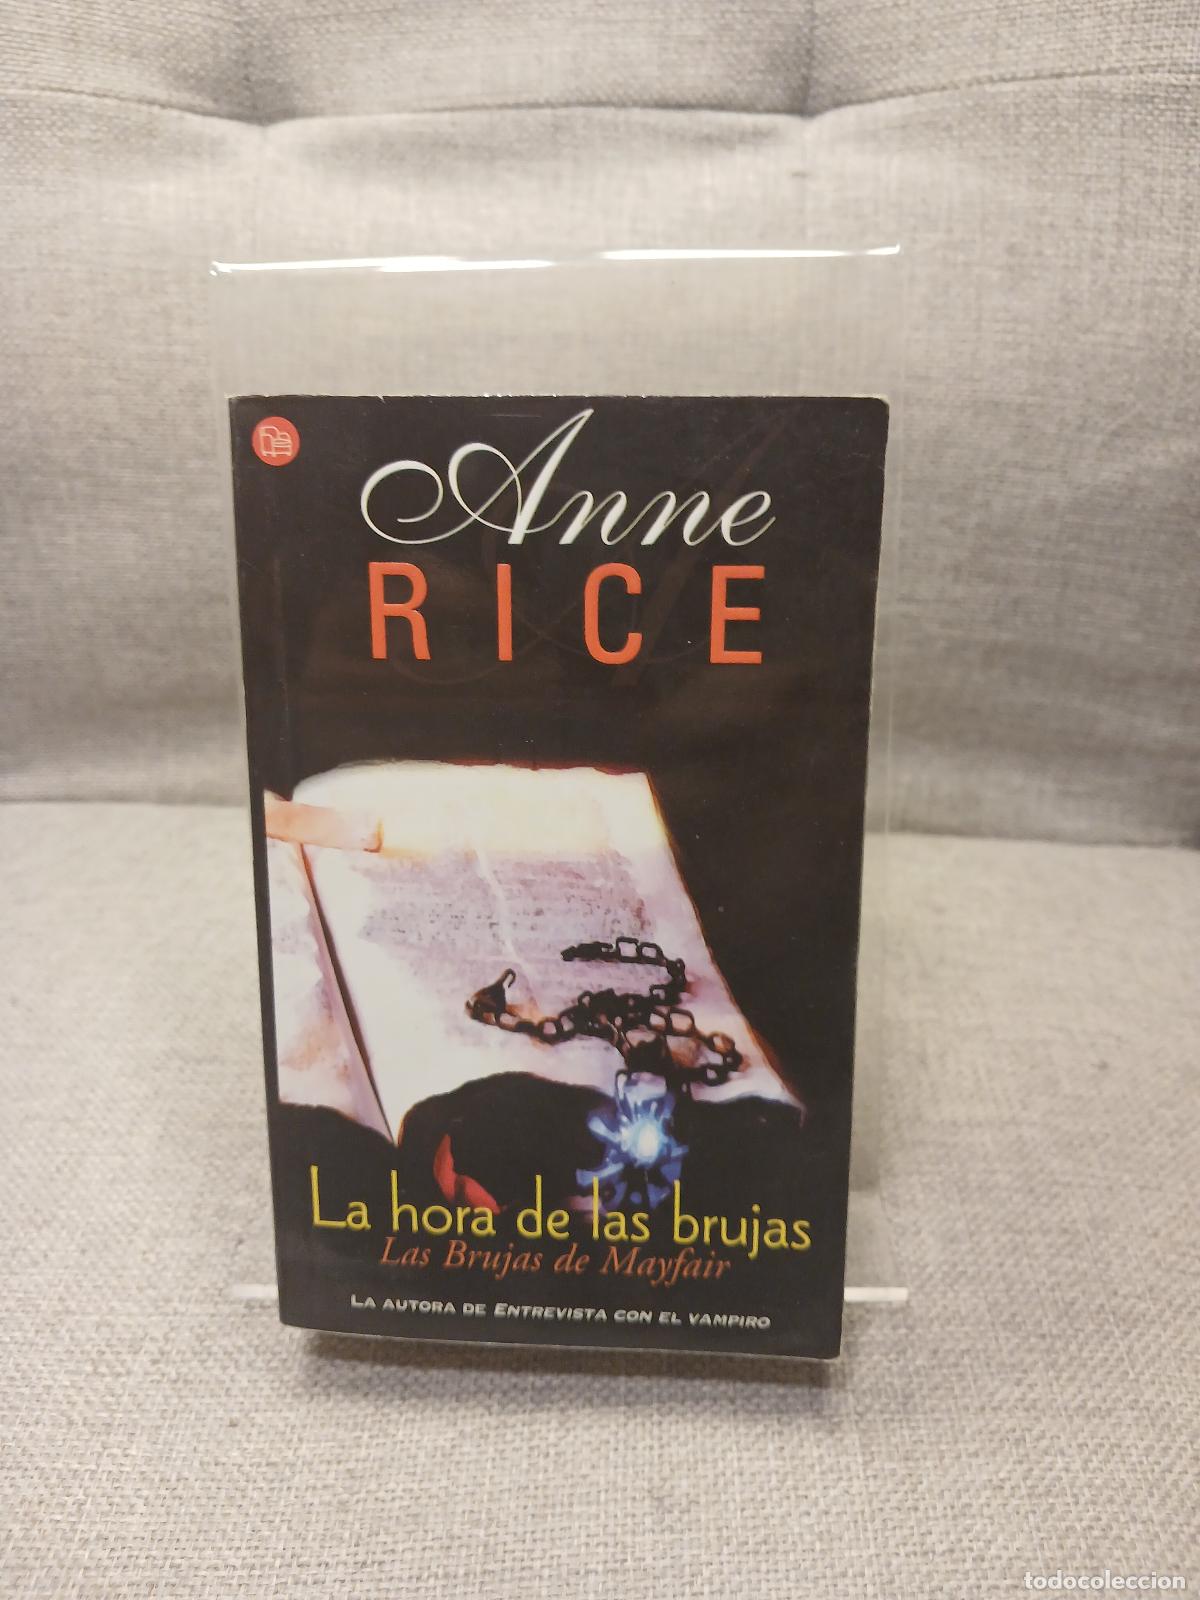 Anne
RICE
La hora de las brujas
Las Brujas de Mayfair
LA AUTORA DE ENTREVISTA CON EL VAMPIRO
todocoleccion